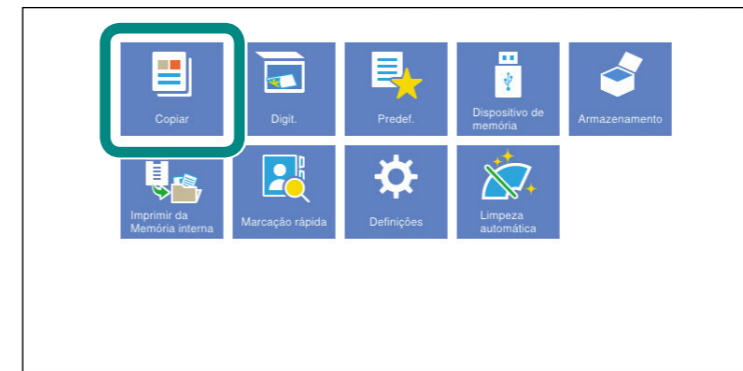 Copiar
Digit.
Predef.
Dispositivo de
memória
Armazenamento
Imprimir da
Memória interna
Marcação rápida
Definições
Limpeza
automática